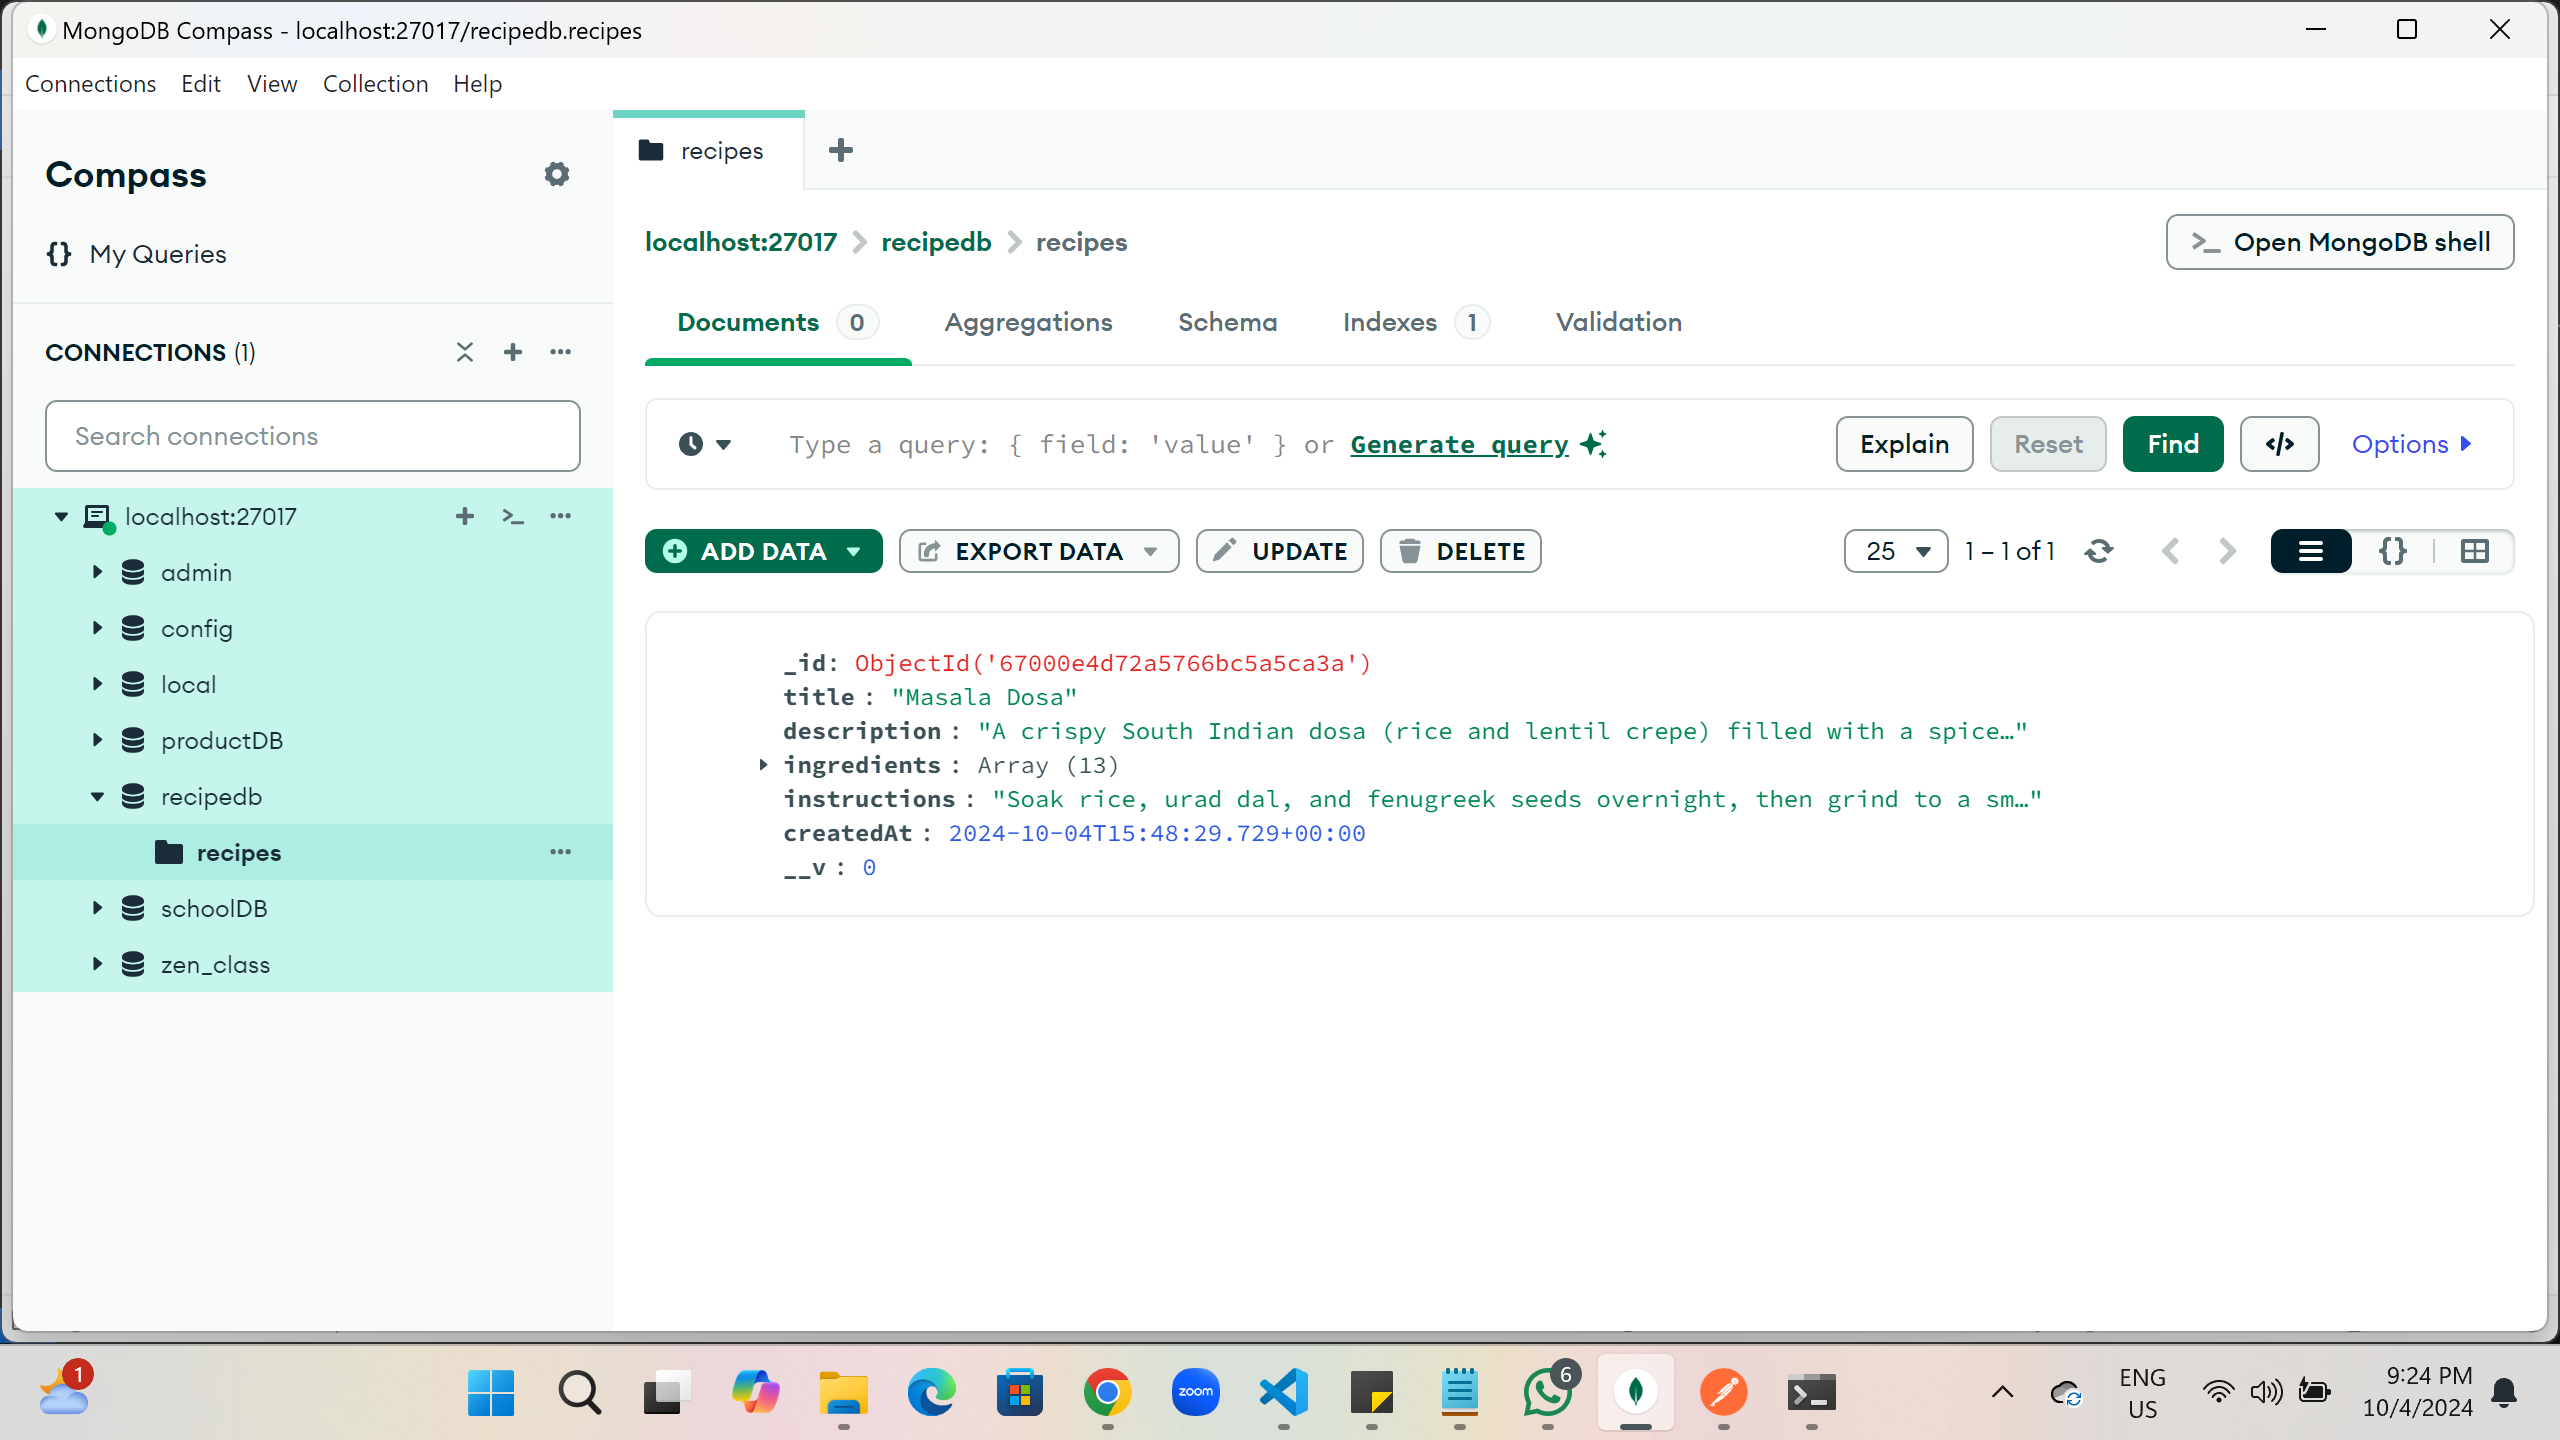 MongoDB Compass - localhost:27017/recipedb.recipes
Connections Edit View Collection Help
Compass
{} My Queries
CONNECTIONS (1)
Search connections
localhost:27017
admin
config
local
productDB
recipedb
recipes
schoolDB
zen_class
recipes
localhost:27017 > recipedb > recipes
>_ Open MongoDB shell
Documents 0 Aggregations Schema Indexes 1 Validation
Type a query: { field: 'value' } or Generate query
Explain Reset Find </> Options
ADD DATA EXPORT DATA UPDATE DELETE
25 1 – 1 of 1
_id: ObjectId('67000e4d72a5766bc5a5ca3a')
title : "Masala Dosa"
description : "A crispy South Indian dosa (rice and lentil crepe) filled with a spice…"
ingredients : Array (13)
instructions : "Soak rice, urad dal, and fenugreek seeds overnight, then grind to a sm…"
createdAt : 2024-10-04T15:48:29.729+00:00
__v : 0
1
zoom
6
ENG
US
9:24 PM
10/4/2024